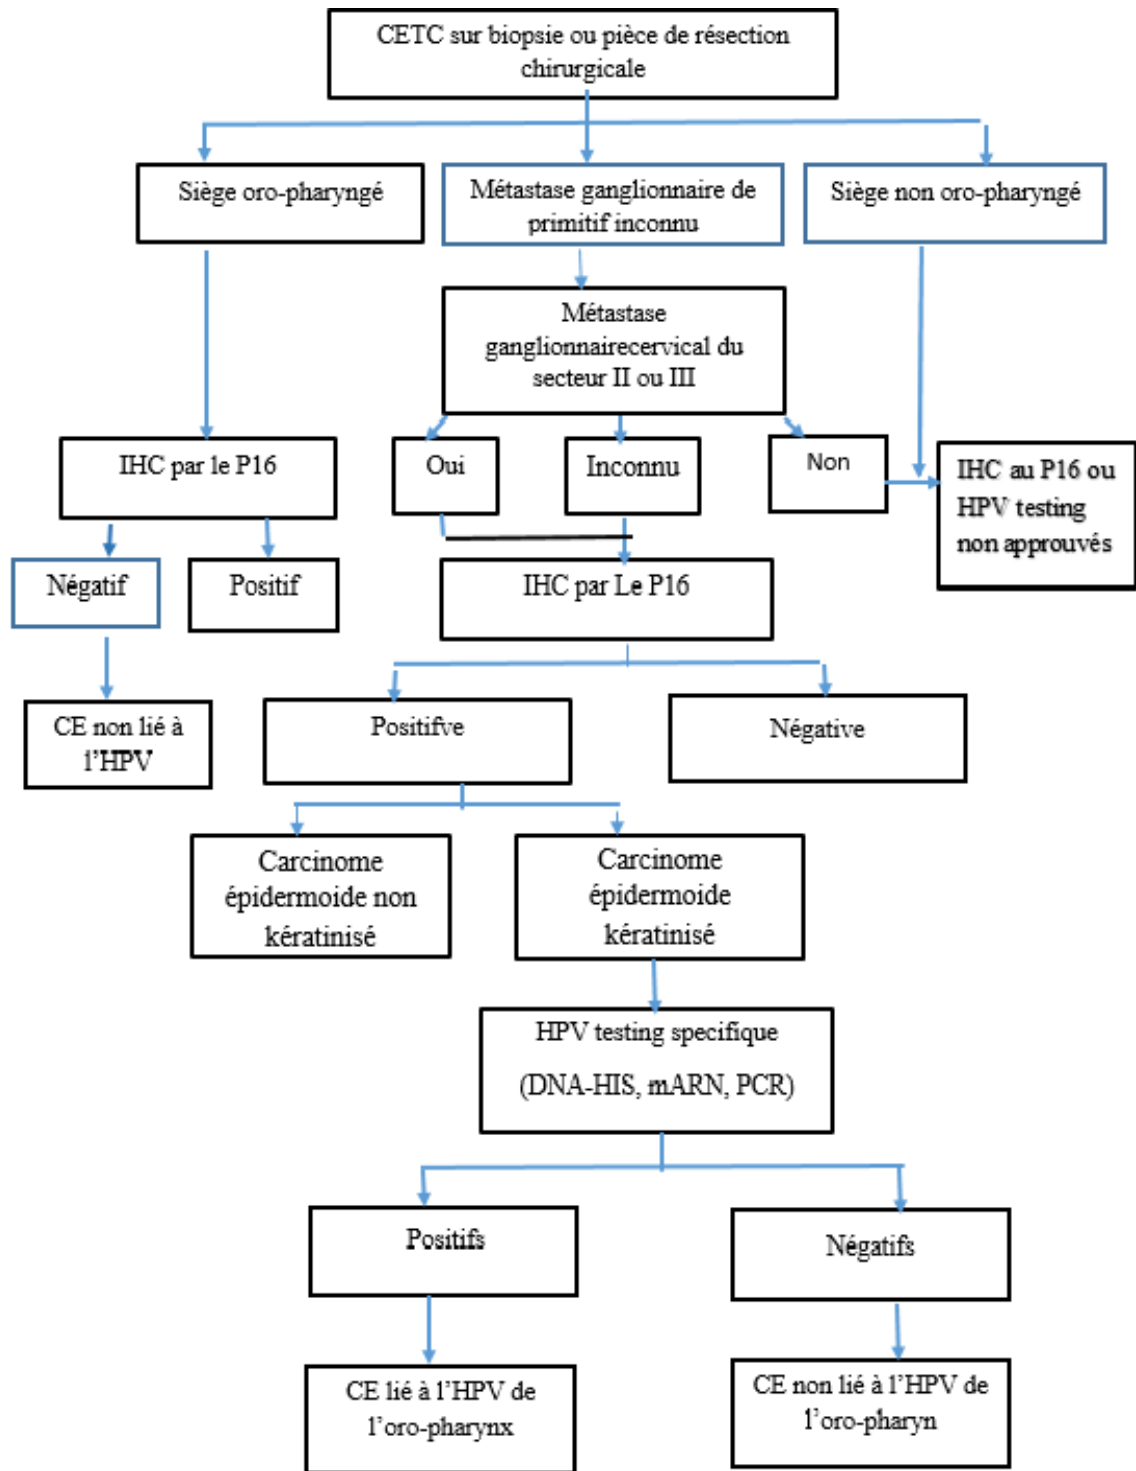 CETC sur biopsie ou pièce de résection
chirurgicale
Siège oro-pharyngé
Métastase ganglionnaire de
primitif inconnu
Siège non oro-pharyngé
Métastase
ganglionnairecervical du
secteur II ou III
IHC par le P16
Oui
Inconnu
Non
IHC au P16 ou
HPV testing
non approuvés
Négatif
Positif
IHC par Le P16
CE non lié à
l'HPV
Positifve
Négative
Carcinome
épidermoide non
kératinisé
Carcinome
épidermoide
kératinisé
HPV testing specifique
(DNA-HIS, mARN, PCR)
Positifs
Négatifs
CE lié à l'HPV de
l'oro-pharynx
CE non lié à l'HPV de
l'oro-pharyn